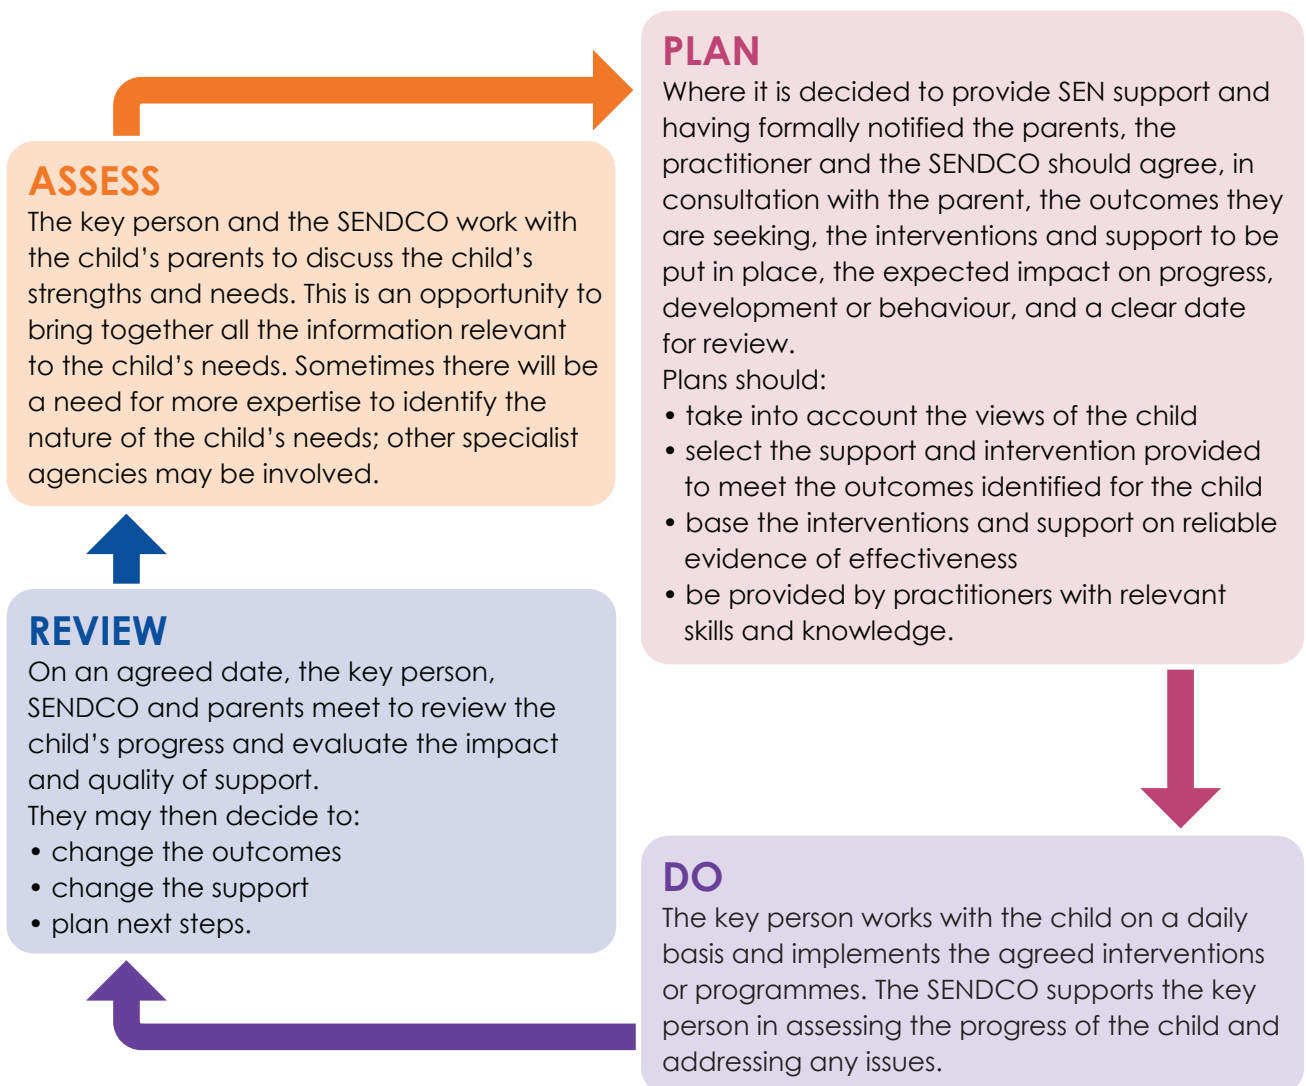 ASSESS
The key person and the SENDCO work with
the child’s parents to discuss the child’s
strengths and needs. This is an opportunity to
bring together all the information relevant
to the child’s needs. Sometimes there will be
a need for more expertise to identify the
nature of the child’s needs; other specialist
agencies may be involved.
PLAN
Where it is decided to provide SEN support and
having formally notified the parents, the
practitioner and the SENDCO should agree, in
consultation with the parent, the outcomes they
are seeking, the interventions and support to be
put in place, the expected impact on progress,
development or behaviour, and a clear date
for review.
Plans should:
• take into account the views of the child
• select the support and intervention provided
to meet the outcomes identified for the child
• base the interventions and support on reliable
evidence of effectiveness
• be provided by practitioners with relevant
skills and knowledge.
DO
The key person works with the child on a daily
basis and implements the agreed interventions
or programmes. The SENDCO supports the key
person in assessing the progress of the child and
addressing any issues.
REVIEW
On an agreed date, the key person,
SENDCO and parents meet to review the
child’s progress and evaluate the impact
and quality of support.
They may then decide to:
• change the outcomes
• change the support
• plan next steps.